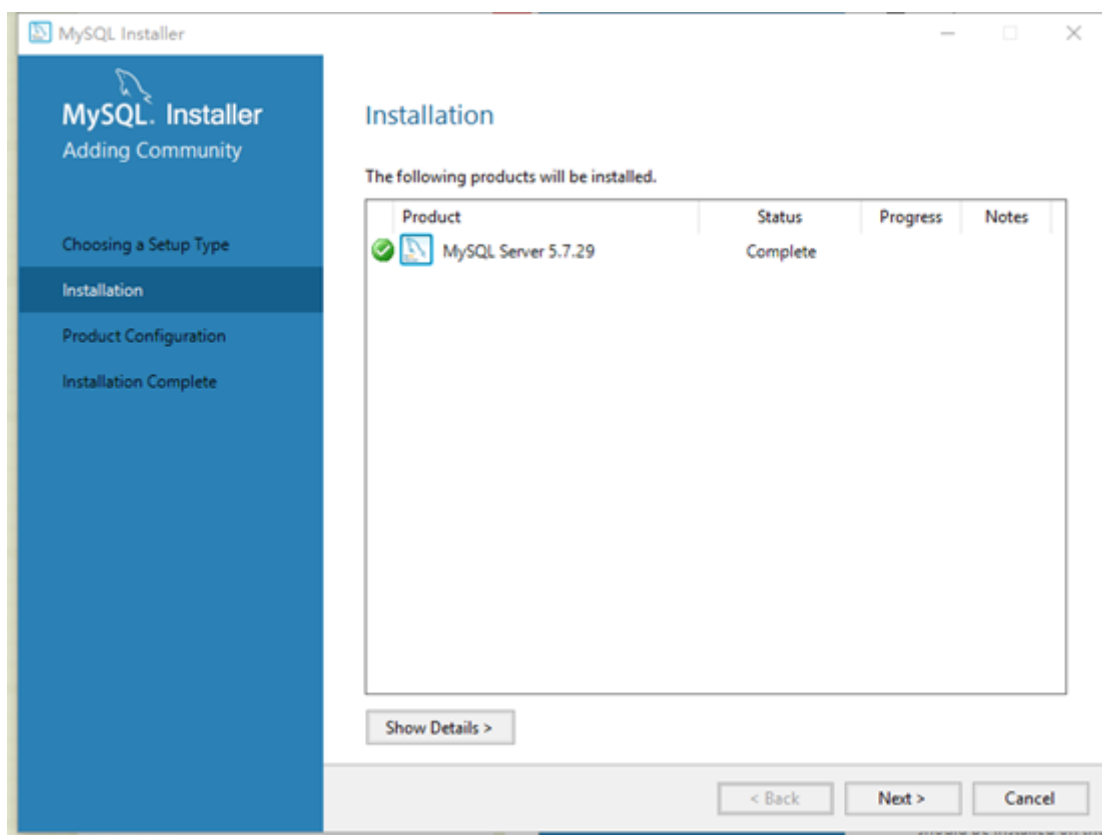 MySQL Installer
MySQL. Installer
Adding Community
Choosing a Setup Type
Installation
Product Configuration
Installation Complete
Installation
The following products will be installed.
Product Status Progress Notes
MySQL Server 5.7.29 Complete
Show Details >
< Back Next > Cancel